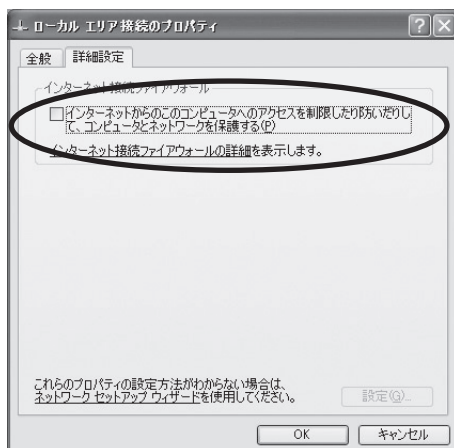 ローカル エリア接続のプロパティ
全般
詳細設定
インターネット接続ファイアウォール
インターネットからのこのコンピュータへのアクセスを制限したり防いだりし
て、コンピュータとネットワークを保護する(P)
インターネット接続ファイアウォールの詳細を表示します。
これらのプロパティの設定方法がわからない場合は、
ネットワーク セットアップ ウィザードを使用してください。
設定(G)...
OK
キャンセル